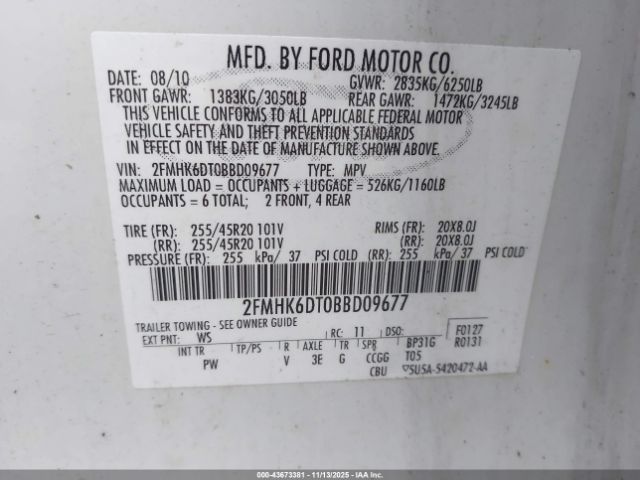 MFD. BY FORD MOTOR CO.
DATE: 08/10 GVWR: 2835KG/6250LB
FRONT GAWR: 1383KG/3050LB REAR GAWR: 1472KG/3245LB
THIS VEHICLE CONFORMS TO ALL APPLICABLE FEDERAL MOTOR
VEHICLE SAFETY AND THEFT PREVENTION STANDARDS
IN EFFECT ON THE DATE OF MANUFACTURE SHOWN ABOVE.
VIN: 2FMHK6DT0BBD09677 TYPE: MPV
MAXIMUM LOAD = OCCUPANTS + LUGGAGE = 526KG/1160LB
OCCUPANTS = 6 TOTAL; 2 FRONT, 4 REAR
TIRE (FR): 255/45R20 101V RIMS (FR): 20X8.0J
(RR): 255/45R20 101V (RR): 20X8.0J
PRESSURE (FR): 255 kPa/ 37 PSI COLD (RR): 255 kPa/ 37 PSI COLD
2FMHK6DT0BBD09677
TRAILER TOWING - SEE OWNER GUIDE
EXT PNT: WS RC: 11 DSO: F0127
INT TR TP/PS R AXLE TR SPR BP31G R0131
PW V 3E G CCGG T05
CBU 5U5A-5420472-AA
000-43673381 - 11/13/2025 - IAAHOLDINGS.COM